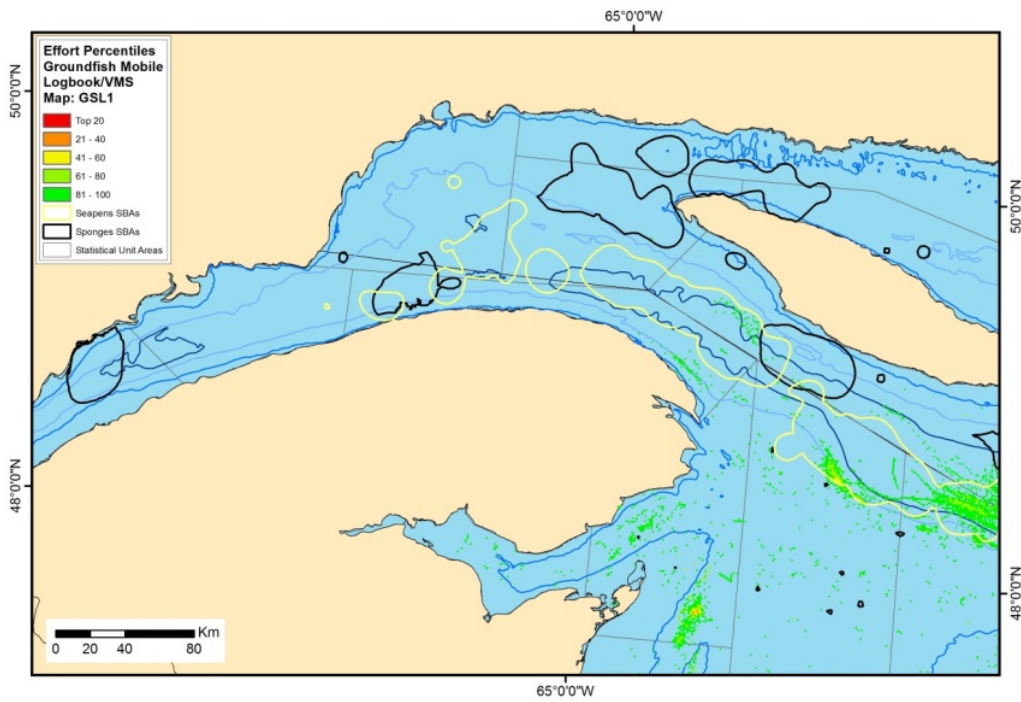 65°0'0"W
Effort Percentiles
Groundfish Mobile
Logbook/VMS
Map: GSL1
Top 20
21 - 40
41 - 60
61 - 80
81 - 100
Seapens SBAs
Sponges SBAs
Statistical Unit Areas
50°0'0"N
50°0'0"N
48°0'0"N
48°0'0"N
Km
0 20 40 80
65°0'0"W